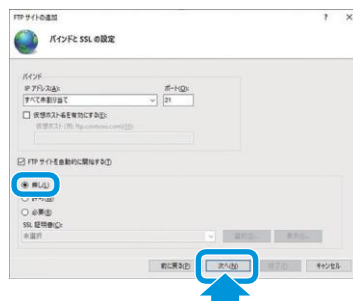 FTP サイトの追加
? ×
バインドと SSL の設定
バインド
IP アドレス(A): ポート(O):
すべて未割り当て 21
仮想ホスト名を有効にする(E):
仮想ホスト (例: ftp.contoso.com)(H):
FTP サイトを自動的に開始する(T)
SSL
無し(L)
必要(R)
SSL 証明書(C):
未選択 選択(S)... 表示(I)...
前に戻る(P) 次へ(N) 終了(F) キャンセル